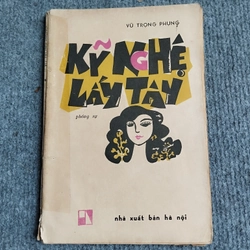 VŨ TRỌNG PHỤNG
KỸ NGHỆ
LẤY TÂY
phóng sự
nhà xuất bản hà nội